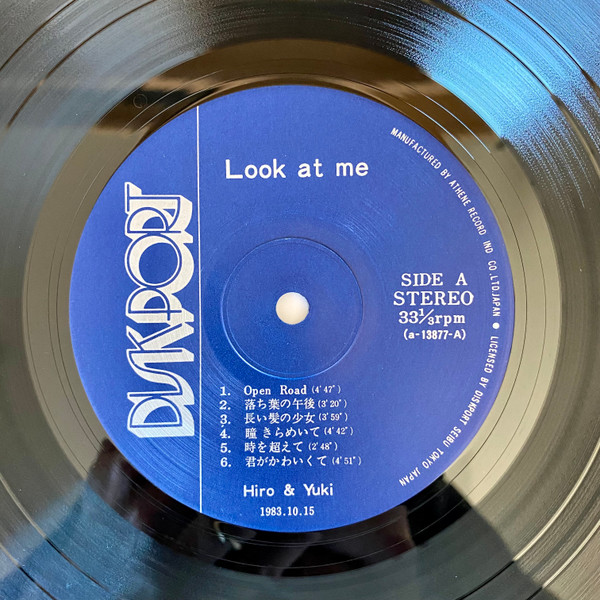 Look at me
DISKPORT
SIDE A
STEREO
33 1/3rpm
(a-13877-A)
1. Open Road (4'47")
2. 落ち葉の午後 (3'20")
3. 長い髪の少女 (3'59")
4. 瞳 きらめいて (4'42")
5. 時を超えて (2'48")
6. 君がかわいくて (4'51")
Hiro & Yuki
1983.10.15
MANUFACTURED BY ATHENE RECORD IND CO.,LTD.JAPAN ● LICENSED BY DISKPORT SEIBU TOKYO JAPAN